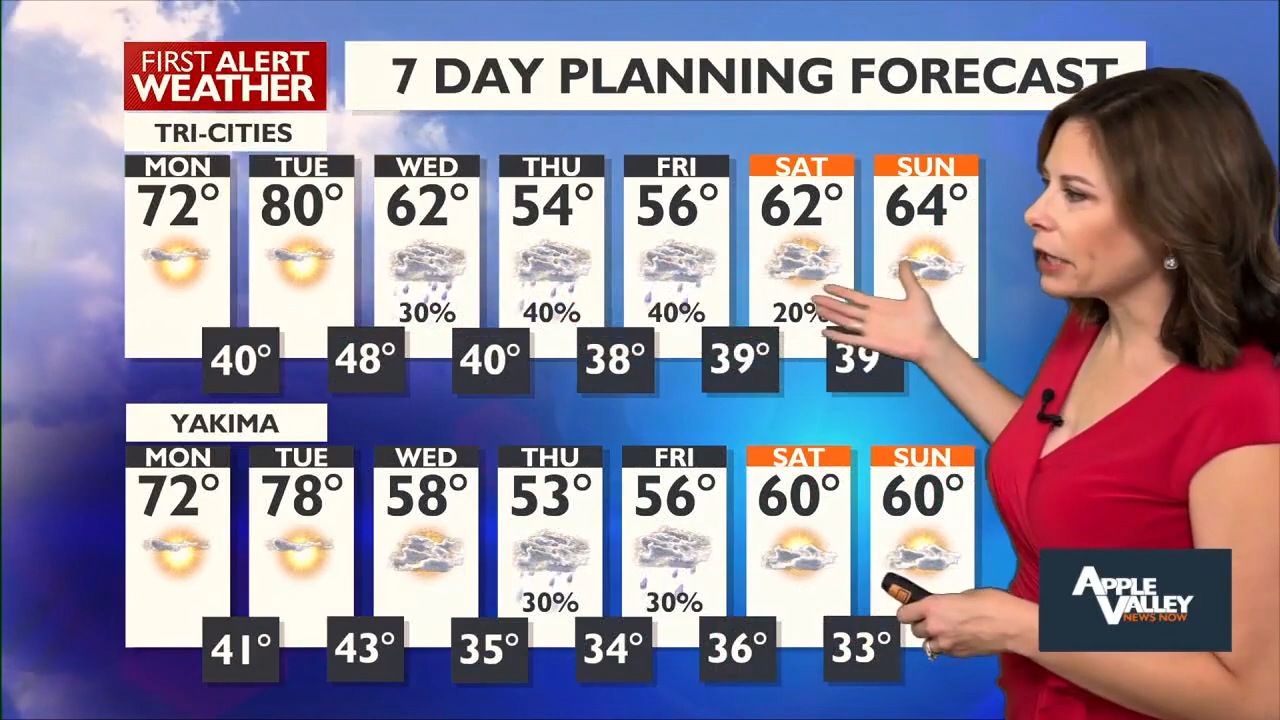 FIRST ALERT
WEATHER
7 DAY PLANNING FORECAST
TRI-CITIES
MON TUE WED THU FRI SAT SUN
72° 80° 62° 54° 56° 62° 64°
30% 40% 40% 20%
40° 48° 40° 38° 39° 39
YAKIMA
MON TUE WED THU FRI SAT SUN
72° 78° 58° 53° 56° 60° 60°
30% 30%
41° 43° 35° 34° 36° 33°
APPLE
VALLEY
NEWS NOW